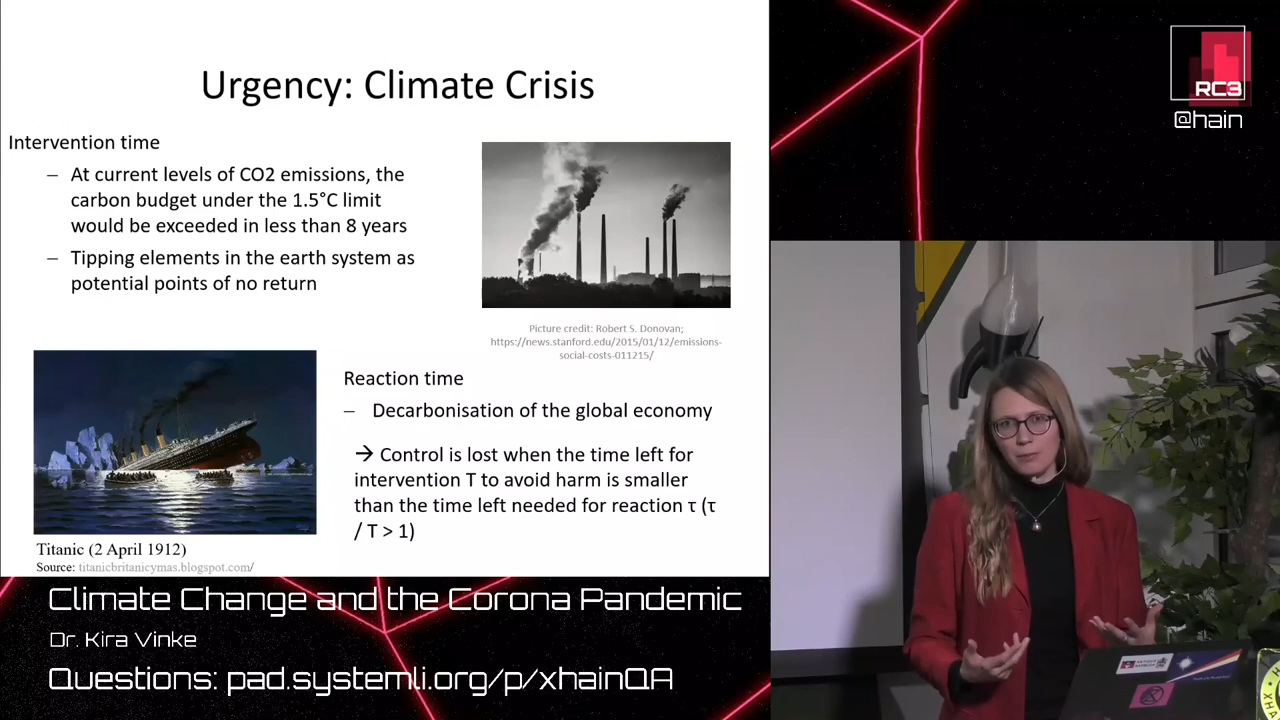 Urgency: Climate Crisis
Intervention time
– At current levels of CO2 emissions, the
carbon budget under the 1.5°C limit
would be exceeded in less than 8 years
– Tipping elements in the earth system as
potential points of no return
Picture credit: Robert S. Donovan;
https://news.stanford.edu/2015/01/12/emissions-
social-costs-011215/
Reaction time
– Decarbonisation of the global economy
→ Control is lost when the time left for
intervention T to avoid harm is smaller
than the time left needed for reaction τ (τ
/ T > 1)
Titanic (2 April 1912)
Source: titanicbritanicymas.blogspot.com/
RC3
@hain
Climate Change and the Corona Pandemic
Dr. Kira Vinke
Questions: pad.systemli.org/p/xhainQA